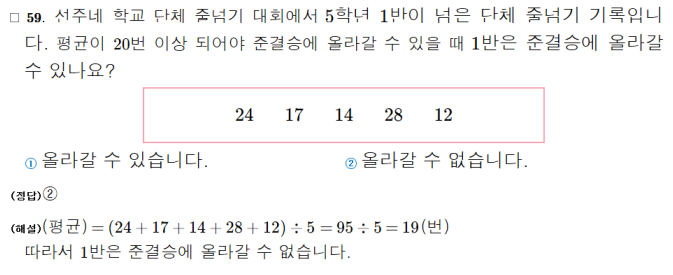 □ 59. 선주네 학교 단체 줄넘기 대회에서 5학년 1반이 넘은 단체 줄넘기 기록입니
다. 평균이 20번 이상 되어야 준결승에 올라갈 수 있을 때 1반은 준결승에 올라갈
수 있나요?
24 17 14 28 12
① 올라갈 수 있습니다. ② 올라갈 수 없습니다.
(정답)②
(해설)(평균) = (24 + 17 + 14 + 28 + 12) ÷ 5 = 95 ÷ 5 = 19(번)
따라서 1반은 준결승에 올라갈 수 없습니다.